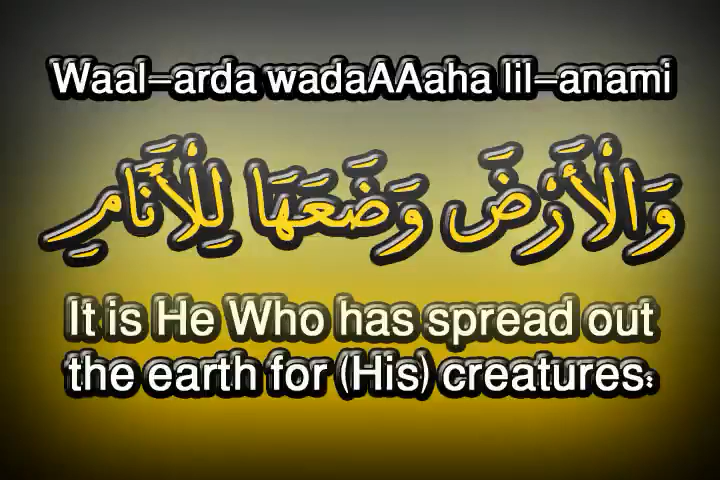 Waal-arda wadaAAaha lil-anami
وَالْأَرْضَ وَضَعَهَا لِلْأَنَامِ
It is He Who has spread out
the earth for (His) creatures: